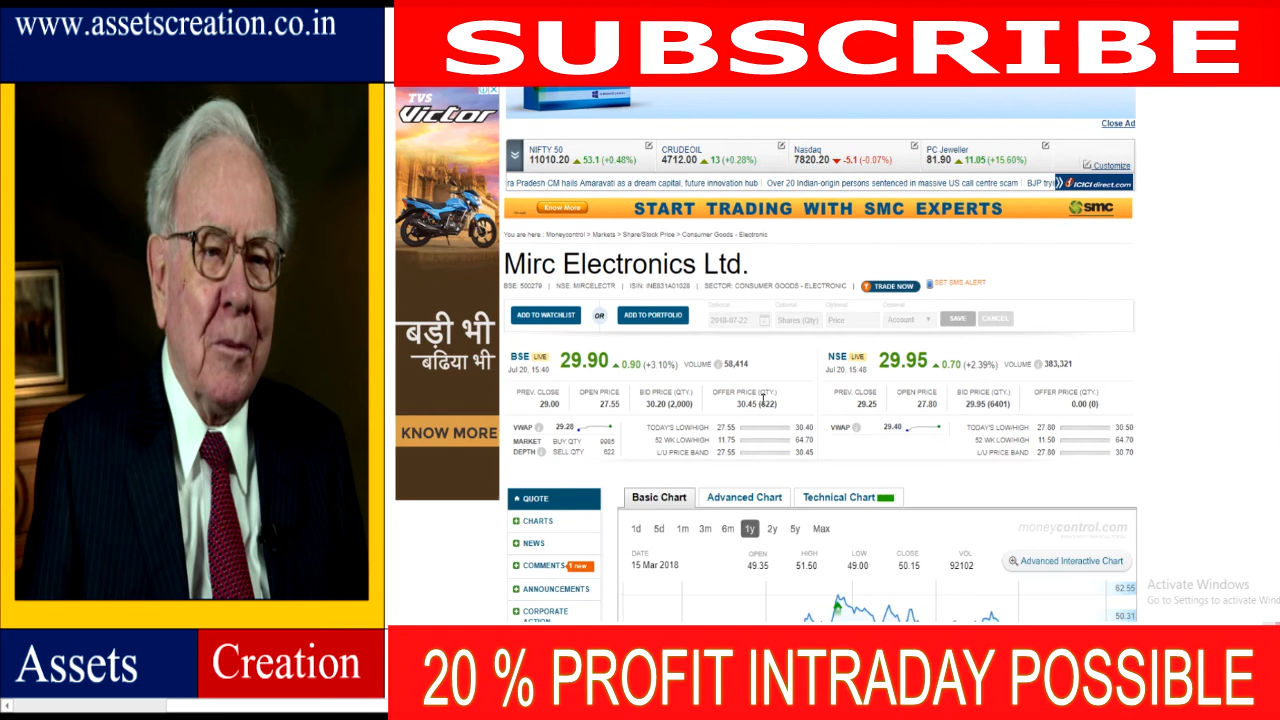 www.assetscreation.co.in
SUBSCRIBE
TVS
Victor
Close Ad
NIFTY 50
11010.20 53.1 (+0.48%)
CRUDEOIL
4712.00 13 (+0.28%)
Nasdaq
7820.20 -5.1 (-0.07%)
PC Jeweller
81.90 11.05 (+15.60%)
Customize
ra Pradesh CM hails Amaravati as a dream capital, future innovation hub | Over 20 Indian-origin persons sentenced in massive US call centre scam | BJP tryi
ICICI direct.com
Know More START TRADING WITH SMC EXPERTS smc
You are here : Moneycontrol > Markets > Share/Stock Price > Consumer Goods - Electronic
Mirc Electronics Ltd.
BSE: 500279 | NSE: MIRCELECTR | ISIN: INE831A01028 | SECTOR: CONSUMER GOODS - ELECTRONIC | TRADE NOW SET SMS ALERT
ADD TO WATCHLIST OR ADD TO PORTFOLIO
Optional Optional Optional Optional
2018-07-22 Shares (Qty) Price Account SAVE CANCEL
बड़ी भी
बढिया भी
KNOW MORE
BSE LIVE 29.90 0.90 (+3.10%) VOLUME 58,414
Jul 20, 15:40
PREV. CLOSE OPEN PRICE BID PRICE (QTY.) OFFER PRICE (QTY.)
29.00 27.55 30.20 (2,000) 30.45 (622)
VWAP 29.28 TODAY'S LOW/HIGH 27.55 30.40
MARKET BUY QTY 9985 52 WK LOW/HIGH 11.75 64.70
DEPTH SELL QTY 622 L/U PRICE BAND 27.55 30.45
NSE LIVE 29.95 0.70 (+2.39%) VOLUME 383,321
Jul 20, 15:48
PREV. CLOSE OPEN PRICE BID PRICE (QTY.) OFFER PRICE (QTY.)
29.25 27.80 29.95 (6401) 0.00 (0)
VWAP 29.40 TODAY'S LOW/HIGH 27.80 30.50
52 WK LOW/HIGH 11.50 64.70
L/U PRICE BAND 27.80 30.70
QUOTE
CHARTS
NEWS
COMMENTS 1 new
ANNOUNCEMENTS
CORPORATE
ACTION
Basic Chart Advanced Chart Technical Chart
1d 5d 1m 3m 6m 1y 2y 5y Max
moneycontrol.com
DATE OPEN HIGH LOW CLOSE VOL
15 Mar 2018 49.35 51.50 49.00 50.15 92102
Advanced Interactive Chart
62.55
50.31
Activate Windows
Go to Settings to activate Wind
Assets Creation
20 % PROFIT INTRADAY POSSIBLE